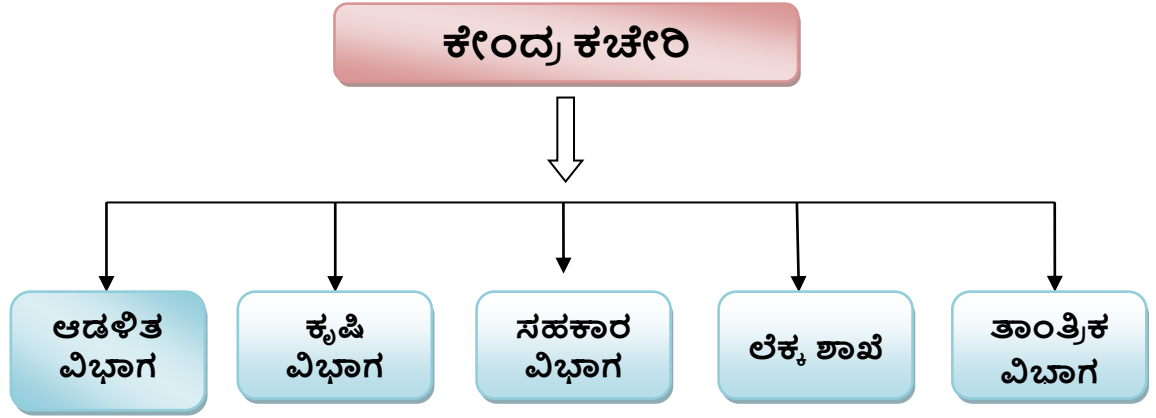 ಕೇಂದ್ರ ಕಚೇರಿ
ಆಡಳಿತ
ವಿಭಾಗ
ಕೃಷಿ
ವಿಭಾಗ
ಸಹಕಾರ
ವಿಭಾಗ
ಲೆಕ್ಕ ಶಾಖೆ
ತಾಂತ್ರಿಕ
ವಿಭಾಗ